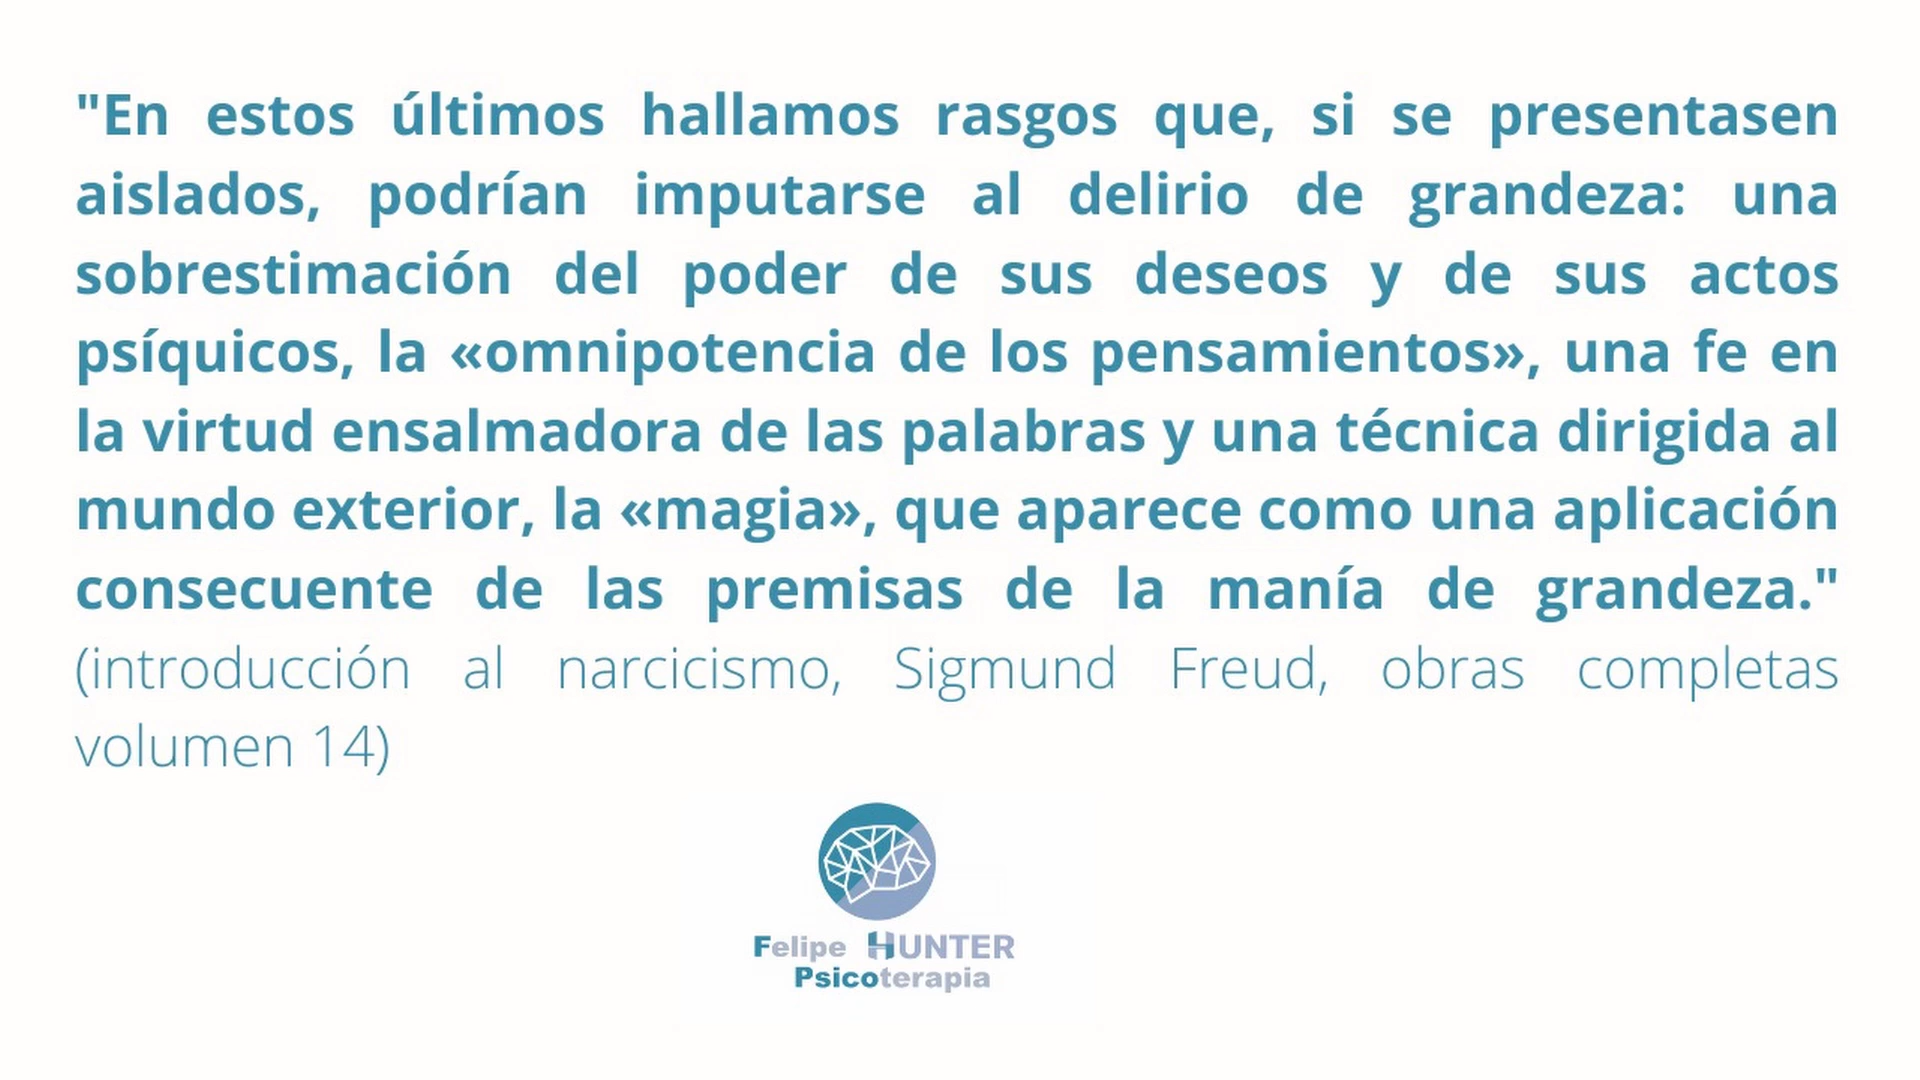 "En estos últimos hallamos rasgos que, si se presentasen
aislados, podrían imputarse al delirio de grandeza: una
sobrestimación del poder de sus deseos y de sus actos
psíquicos, la «omnipotencia de los pensamientos», una fe en
la virtud ensalmadora de las palabras y una técnica dirigida al
mundo exterior, la «magia», que aparece como una aplicación
consecuente de las premisas de la manía de grandeza."
(introducción al narcicismo, Sigmund Freud, obras completas
volumen 14)
Felipe HUNTER
Psicoterapia